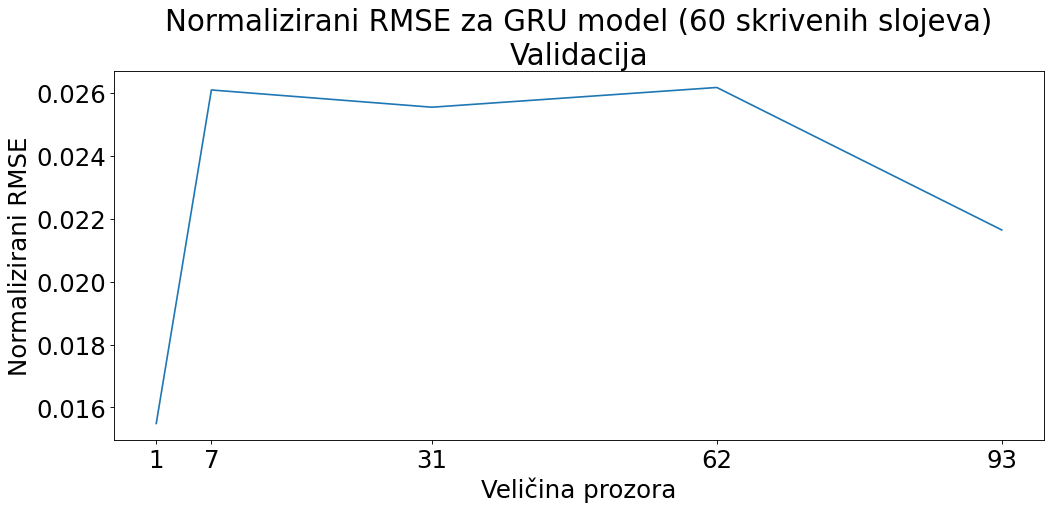 Normalizirani RMSE za GRU model (60 skrivenih slojeva)
Validacija
Normalizirani RMSE
0.026
0.024
0.022
0.020
0.018
0.016
1 7 31 62 93
Veličina prozora